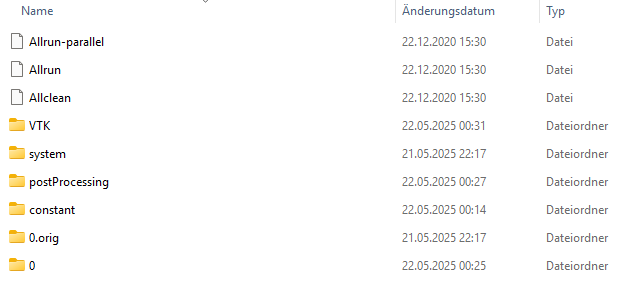 Name Änderungsdatum Typ
Allrun-parallel 22.12.2020 15:30 Datei
Allrun 22.12.2020 15:30 Datei
Allclean 22.12.2020 15:30 Datei
VTK 22.05.2025 00:31 Dateiordner
system 21.05.2025 22:17 Dateiordner
postProcessing 22.05.2025 00:27 Dateiordner
constant 22.05.2025 00:14 Dateiordner
0.orig 21.05.2025 22:17 Dateiordner
0 22.05.2025 00:25 Dateiordner